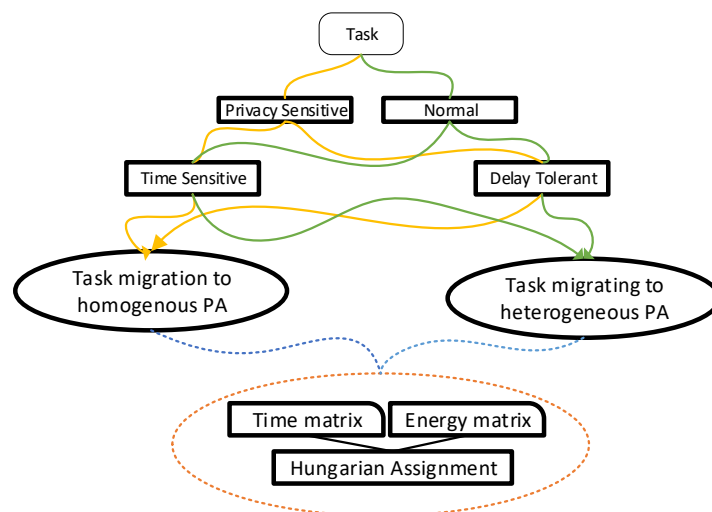 Task
Privacy Sensitive
Normal
Time Sensitive
Delay Tolerant
Task migration to
homogenous PA
Task migrating to
heterogeneous PA
Time matrix
Energy matrix
Hungarian Assignment